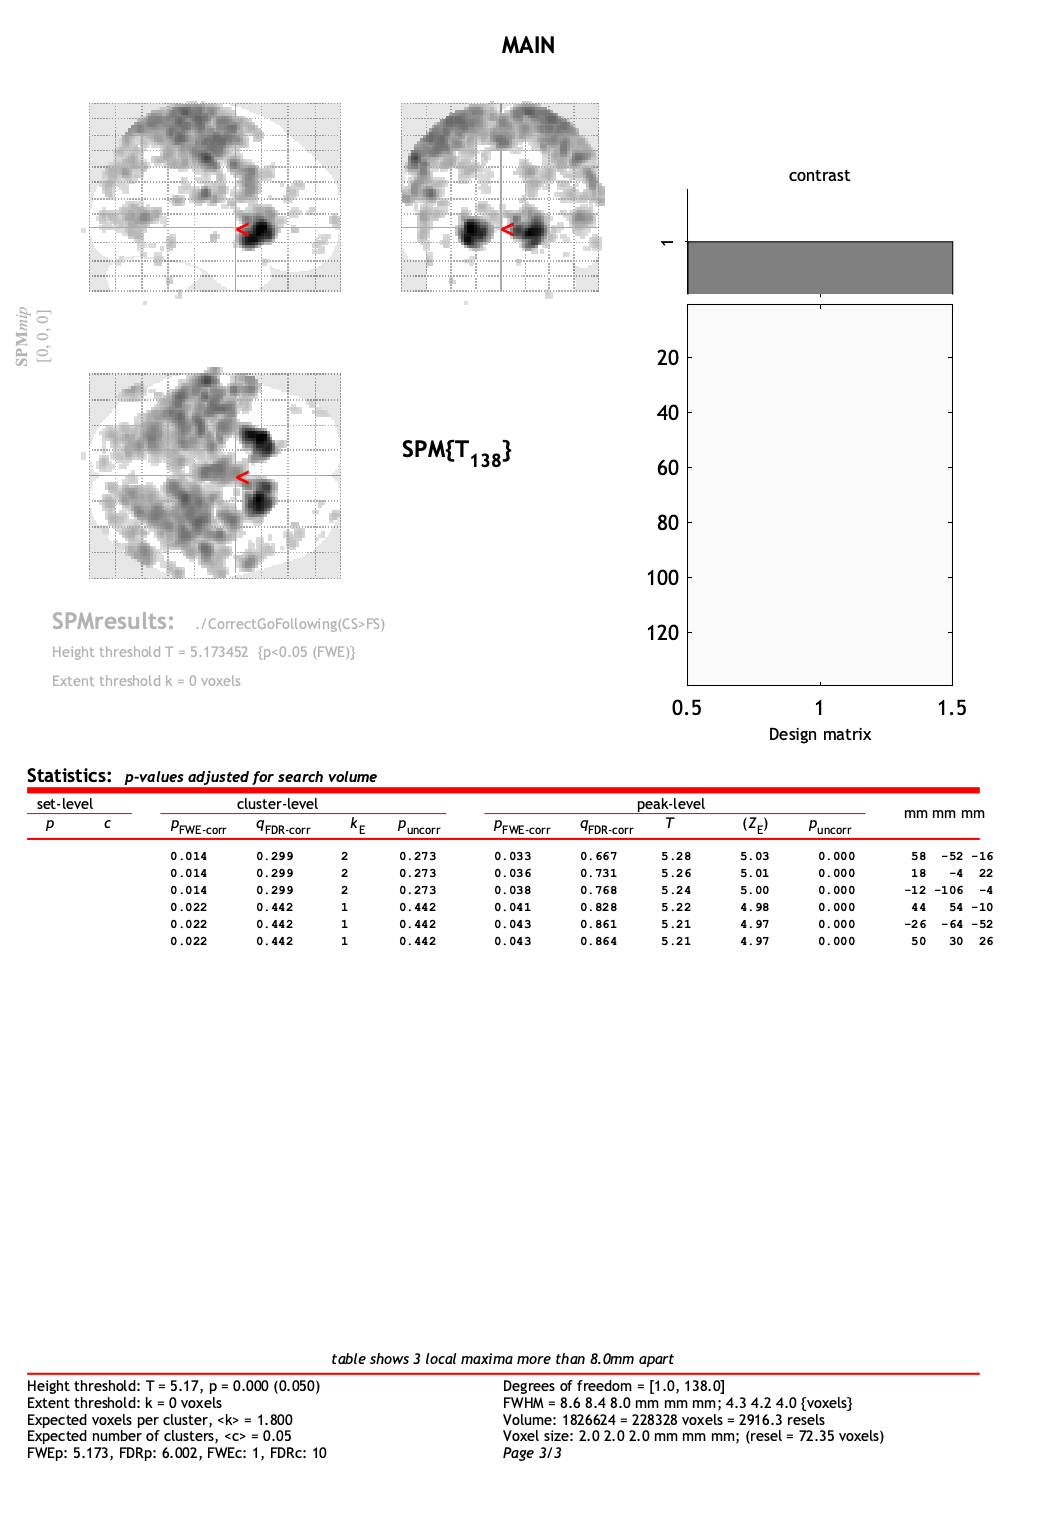 MAIN
contrast
1
SPMmip
[0, 0, 0]
<
<
<
SPM{T138}
20
40
60
80
100
120
0.5 1 1.5
Design matrix
SPMresults: ./CorrectGoFollowing(CS>FS)
Height threshold T = 5.173452 {p<0.05 (FWE)}
Extent threshold k = 0 voxels
Statistics: p-values adjusted for search volume
set-level cluster-level peak-level mm mm mm
p c pFWE-corr qFDR-corr kE puncorr pFWE-corr qFDR-corr T (ZE) puncorr
0.014 0.299 2 0.273 0.033 0.667 5.28 5.03 0.000 58 -52 -16
0.014 0.299 2 0.273 0.036 0.731 5.26 5.01 0.000 18 -4 22
0.014 0.299 2 0.273 0.038 0.768 5.24 5.00 0.000 -12 -106 -4
0.022 0.442 1 0.442 0.041 0.828 5.22 4.98 0.000 44 54 -10
0.022 0.442 1 0.442 0.043 0.861 5.21 4.97 0.000 -26 -64 -52
0.022 0.442 1 0.442 0.043 0.864 5.21 4.97 0.000 50 30 26
table shows 3 local maxima more than 8.0mm apart
Height threshold: T = 5.17, p = 0.000 (0.050)
Extent threshold: k = 0 voxels
Expected voxels per cluster, <k> = 1.800
Expected number of clusters, <c> = 0.05
FWEp: 5.173, FDRp: 6.002, FWEc: 1, FDRc: 10
Degrees of freedom = [1.0, 138.0]
FWHM = 8.6 8.4 8.0 mm mm mm; 4.3 4.2 4.0 {voxels}
Volume: 1826624 = 228328 voxels = 2916.3 resels
Voxel size: 2.0 2.0 2.0 mm mm mm; (resel = 72.35 voxels)
Page 3/3